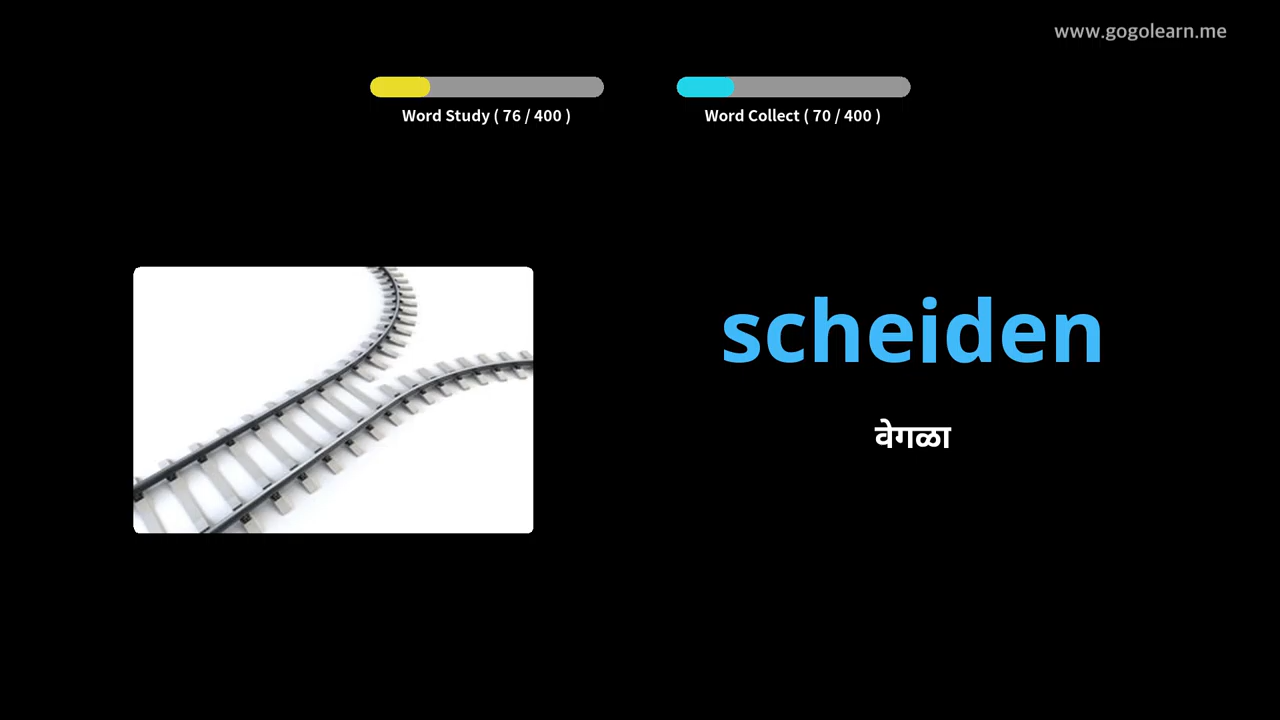 www.gogolearn.me
Word Study ( 76 / 400 )
Word Collect ( 70 / 400 )
scheiden
वेगळा